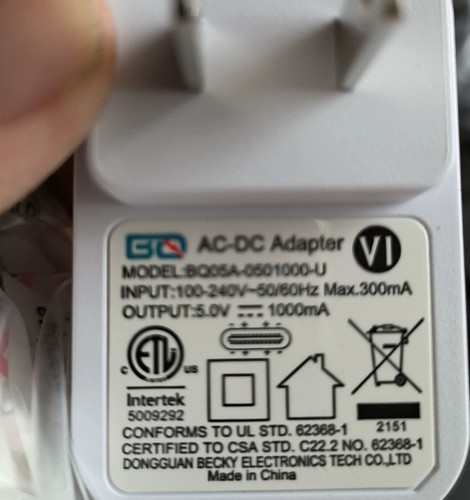 BQ AC-DC Adapter VI
MODEL:BQ05A-0501000-U
INPUT:100-240V~50/60Hz Max.300mA
OUTPUT:5.0V ⎓ 1000mA
c ETL us
Intertek
5009292
2151
CONFORMS TO UL STD. 62368-1
CERTIFIED TO CSA STD. C22.2 NO. 62368-1
DONGGUAN BECKY ELECTRONICS TECH CO.,LTD
Made in China